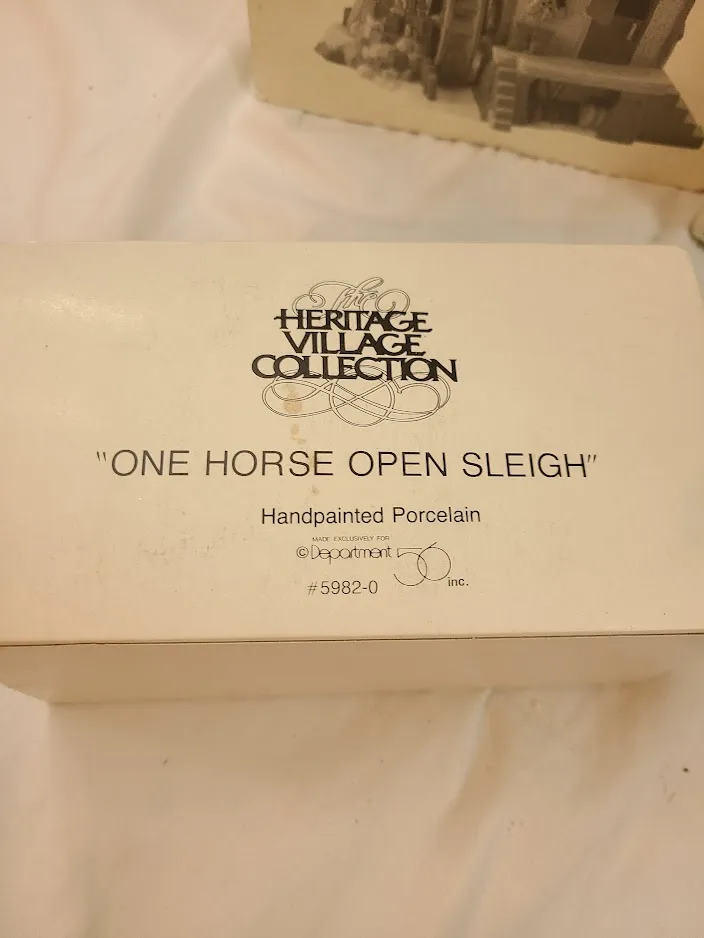 The
HERITAGE
VILLAGE
COLLECTION
"ONE HORSE OPEN SLEIGH"
Handpainted Porcelain
MADE EXCLUSIVELY FOR
©Department 56 inc.
#5982-0